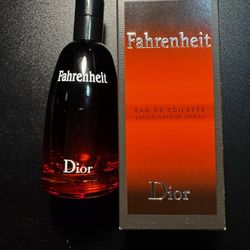 Fahrenheit
Dior
Fahrenheit
EAU DE TOILETTE
VAPORISATEUR SPRAY
Dior